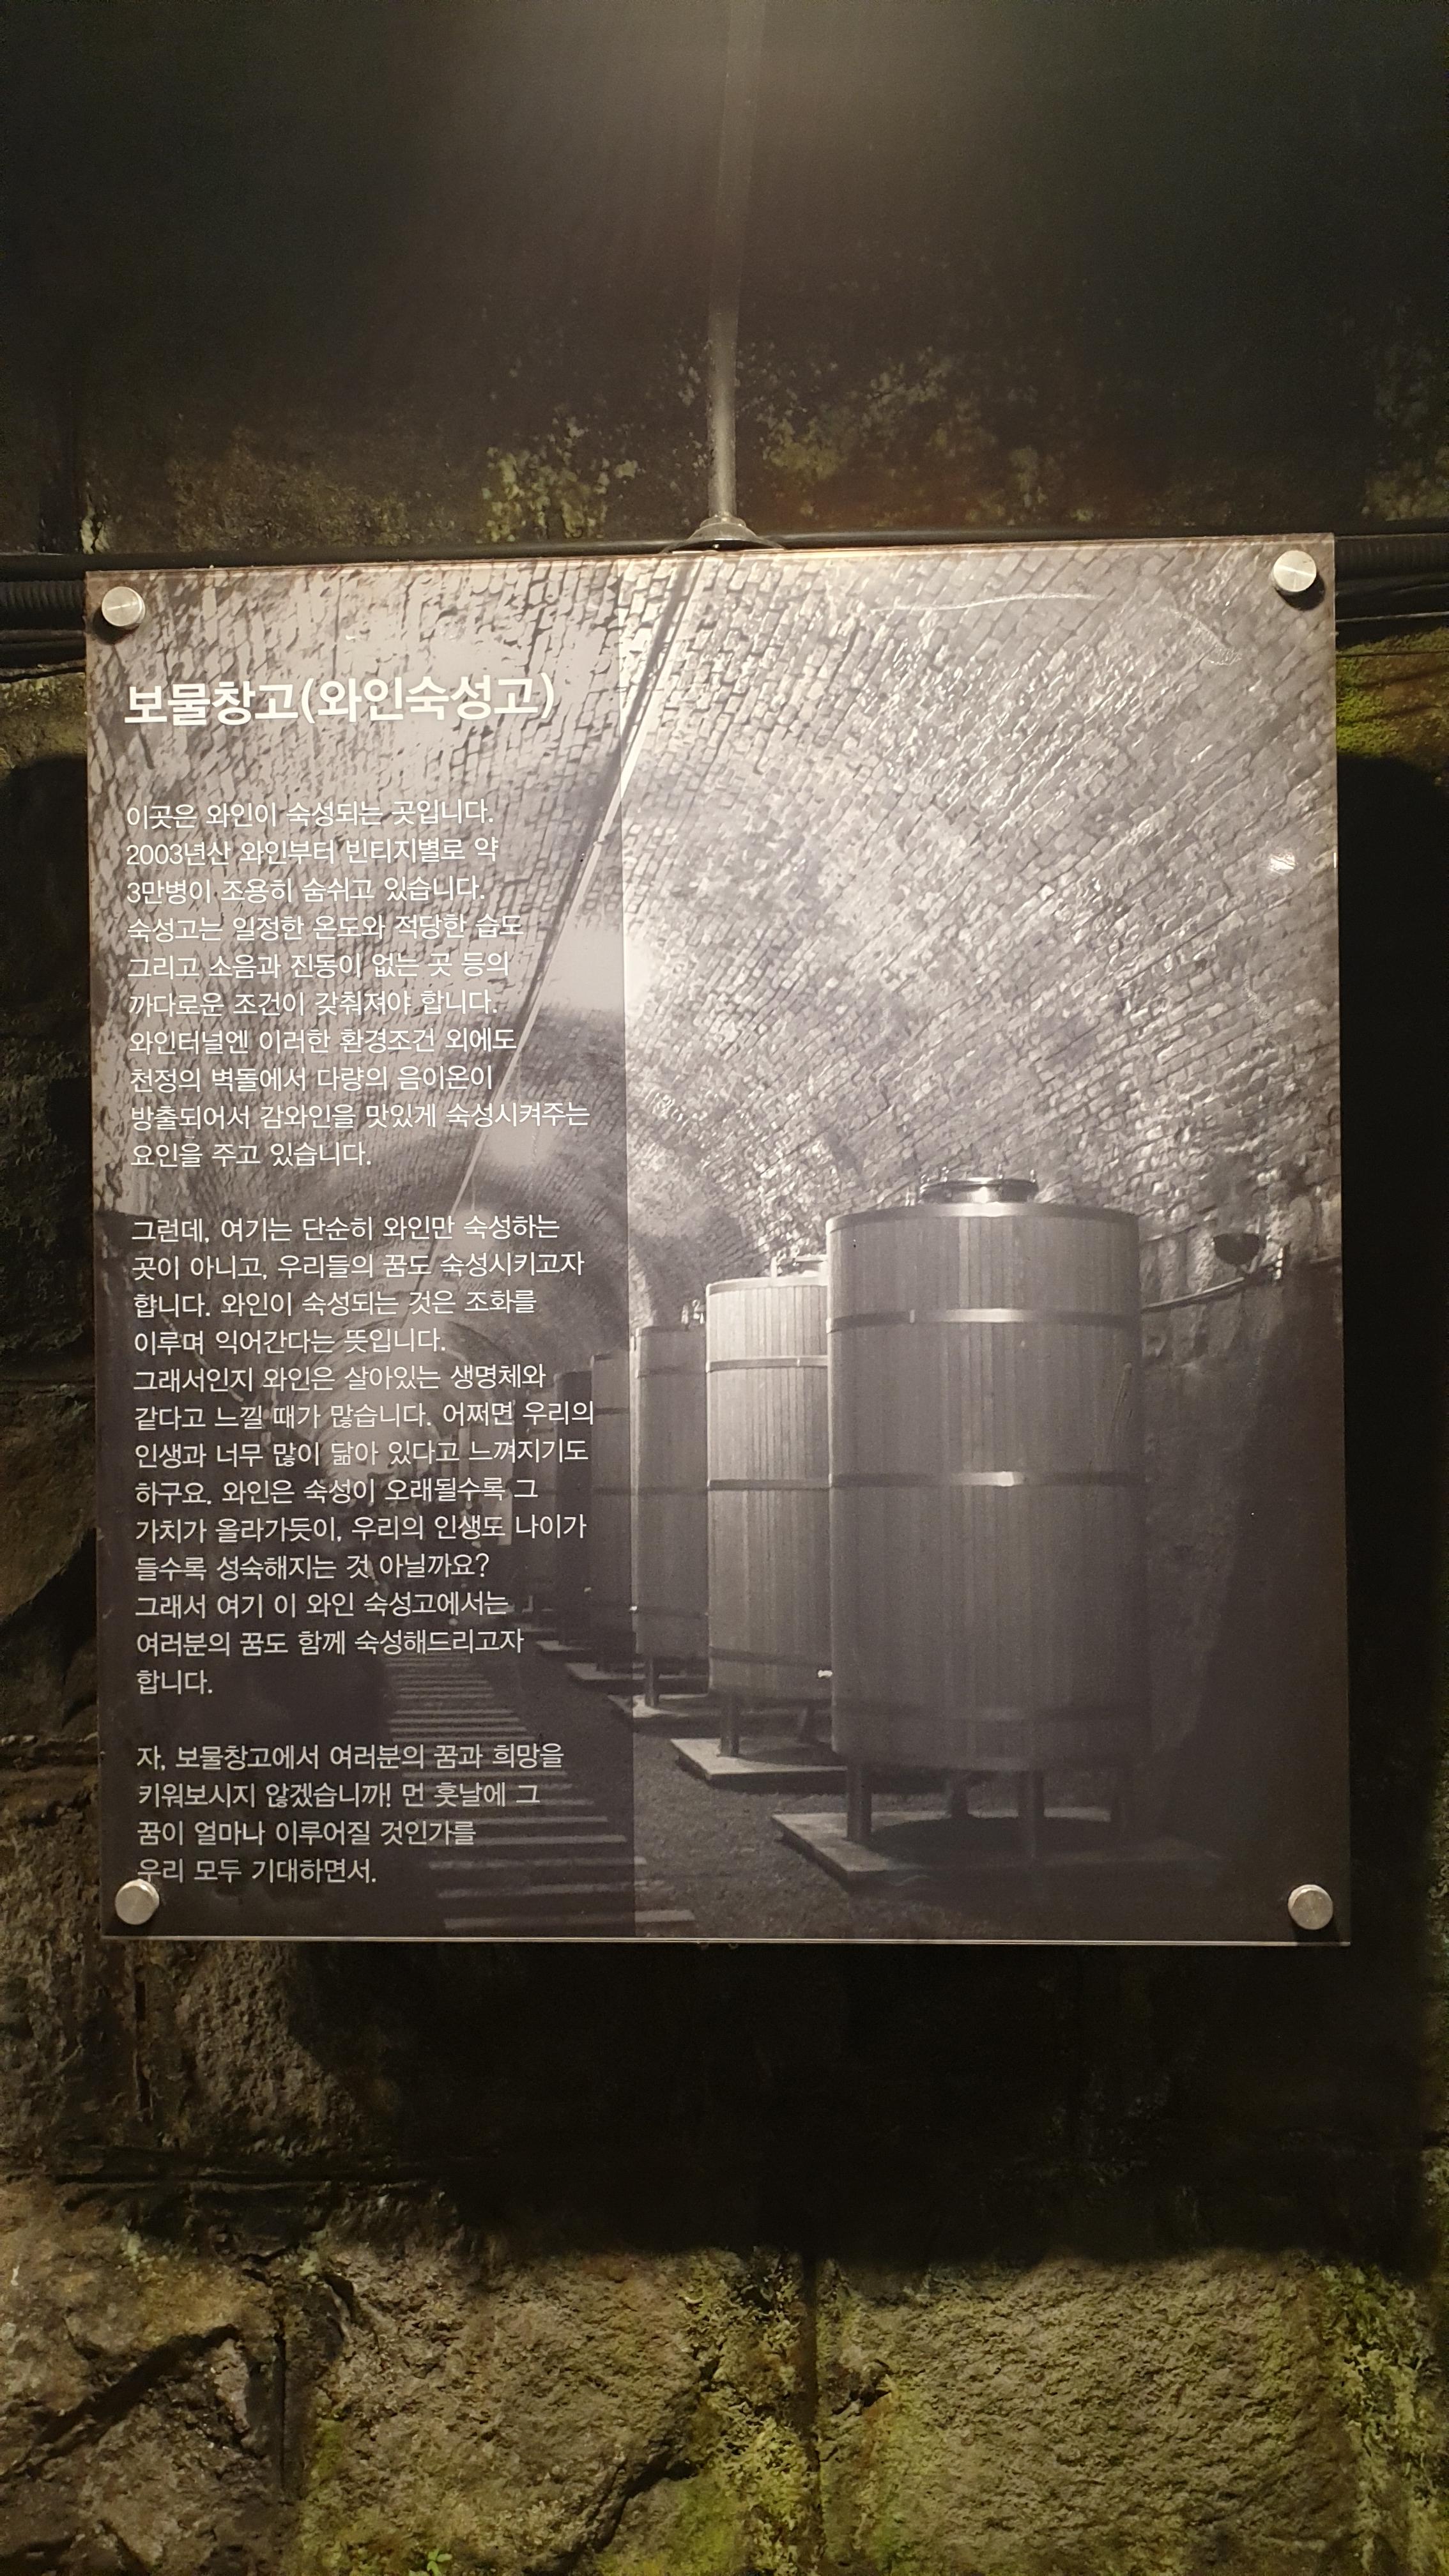 보물창고(와인숙성고)
이곳은 와인이 숙성되는 곳입니다.
2003년산 와인부터 빈티지별로 약
3만병이 조용히 숨쉬고 있습니다.
숙성고는 일정한 온도와 적당한 습도
그리고 소음과 진동이 없는 곳 등의
까다로운 조건이 갖춰져야 합니다.
와인터널엔 이러한 환경조건 외에도
천정의 벽돌에서 다량의 음이온이
방출되어서 감와인을 맛있게 숙성시켜주는
요인을 주고 있습니다.
그런데, 여기는 단순히 와인만 숙성하는
곳이 아니고, 우리들의 꿈도 숙성시키고자
합니다. 와인이 숙성되는 것은 조화를
이루며 익어간다는 뜻입니다.
그래서인지 와인은 살아있는 생명체와
같다고 느낄 때가 많습니다. 어쩌면 우리의
인생과 너무 많이 닮아 있다고 느껴지기도
하구요. 와인은 숙성이 오래될수록 그
가치가 올라가듯이, 우리의 인생도 나이가
들수록 성숙해지는 것 아닐까요?
그래서 여기 이 와인 숙성고에서는
여러분의 꿈도 함께 숙성해드리고자
합니다.
자, 보물창고에서 여러분의 꿈과 희망을
키워보시지 않겠습니까! 먼 훗날에 그
꿈이 얼마나 이루어질 것인가를
우리 모두 기대하면서.